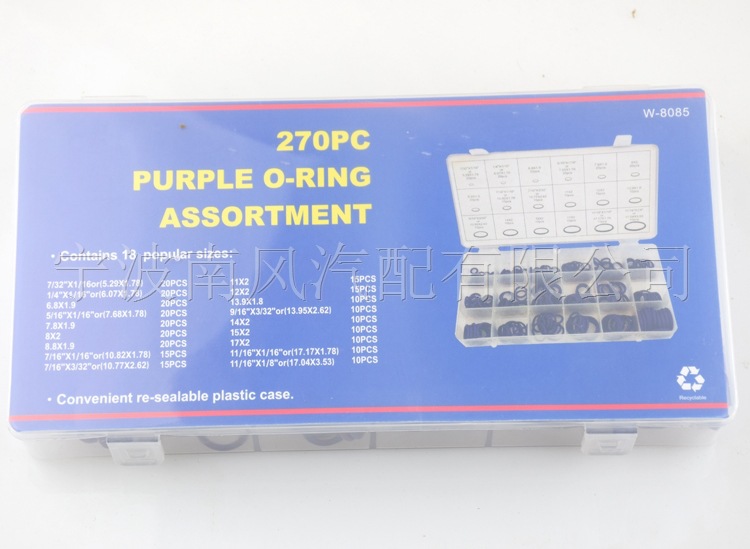 W-8085
270PC
PURPLE O-RING
ASSORTMENT
• Contains 18 popular sizes:
7/32"X1/16or(5.29X1.78) 20PCS
1/4"X1/16"or(6.07X1.78) 20PCS
6.8X1.9 20PCS
5/16"X1/16"or(7.68X1.78) 20PCS
7.8X1.9 20PCS
8X2 20PCS
8.8X1.9 20PCS
7/16"X1/16"or(10.82X1.78) 15PCS
7/16"X3/32"or(10.77X2.62) 15PCS
11X2 15PCS
12X2 15PCS
13.9X1.8 10PCS
9/16"X3/32"or(13.95X2.62) 10PCS
14X2 10PCS
15X2 10PCS
17X2 10PCS
11/16"X1/16"or(17.17X1.78) 10PCS
11/16"X1/8"or(17.04X3.53) 10PCS
• Convenient re-sealable plastic case.
Recyclable
宁波南风汽配有限公司